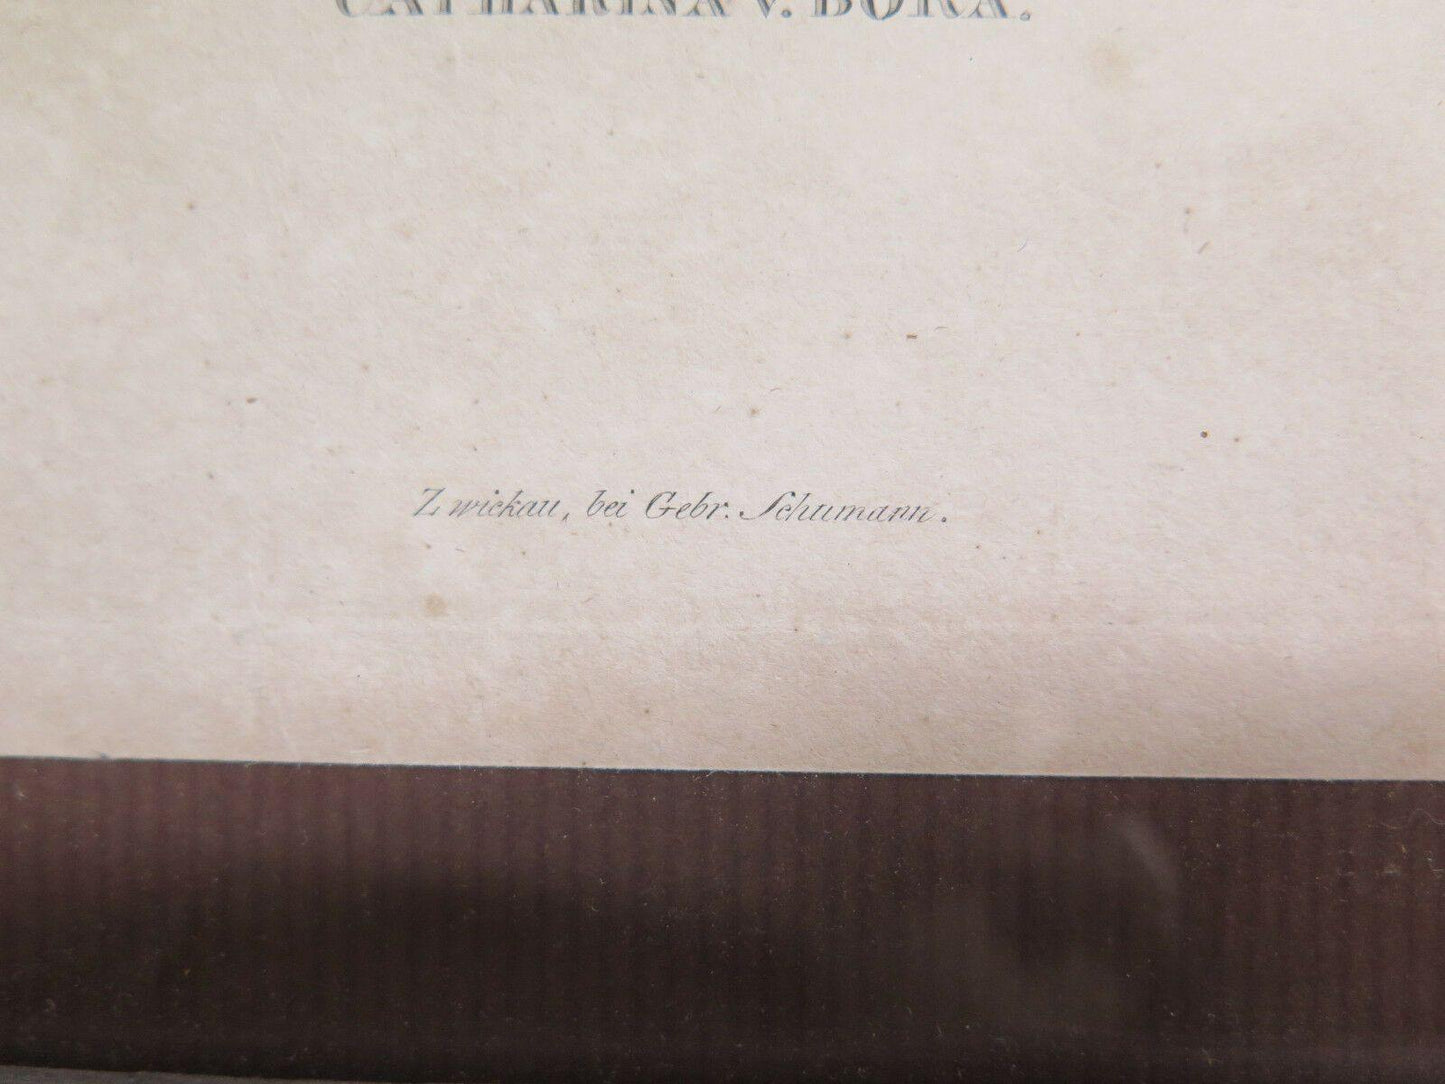 CATHARINA v. BORA.
Zwickau, bei Gebr. Schumann.